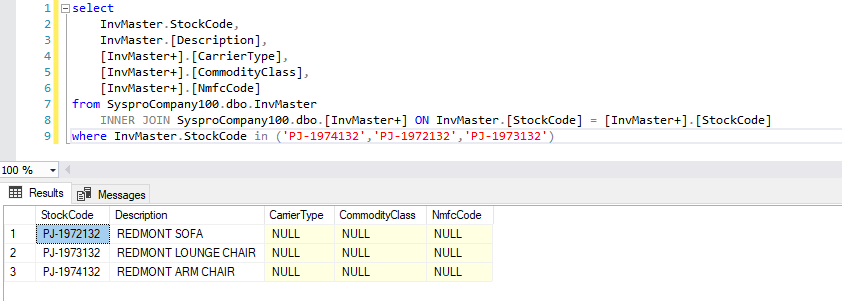 1 select
2 InvMaster.StockCode,
3 InvMaster.[Description],
4 [InvMaster+].[CarrierType],
5 [InvMaster+].[CommodityClass],
6 [InvMaster+].[NmfcCode]
7 from SysproCompany100.dbo.InvMaster
8 INNER JOIN SysproCompany100.dbo.[InvMaster+] ON InvMaster.[StockCode] = [InvMaster+].[StockCode]
9 where InvMaster.StockCode in ('PJ-1974132','PJ-1972132','PJ-1973132')
100 %
Results Messages
StockCode Description CarrierType CommodityClass NmfcCode
1 PJ-1972132 REDMONT SOFA NULL NULL NULL
2 PJ-1973132 REDMONT LOUNGE CHAIR NULL NULL NULL
3 PJ-1974132 REDMONT ARM CHAIR NULL NULL NULL